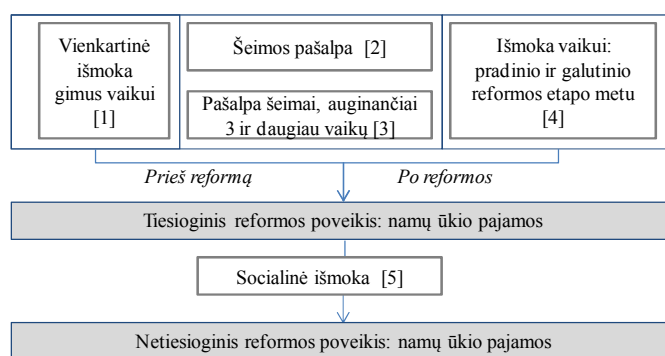 Vienkartinė
išmoka
gimus vaikui
[1]
Šeimos pašalpa [2]
Pašalpa šeimai, auginančiai
3 ir daugiau vaikų [3]
Išmoka vaikui:
pradinio ir galutinio
reformos etapo metu
[4]
Prieš reformą
Po reformos
Tiesioginis reformos poveikis: namų ūkio pajamos
Socialinė išmoka [5]
Netiesioginis reformos poveikis: namų ūkio pajamos